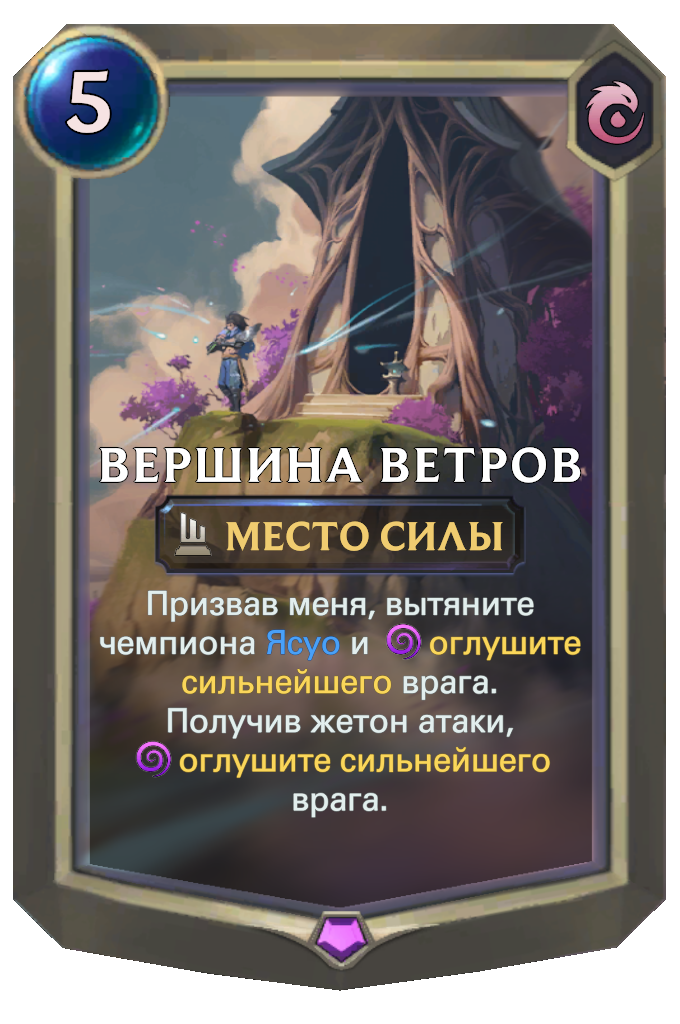 5
ВЕРШИНА ВЕТРОВ
МЕСТО СИЛЫ
Призвав меня, вытяните
чемпиона Ясуо и оглушите
сильнейшего врага.
Получив жетон атаки,
оглушите сильнейшего
врага.